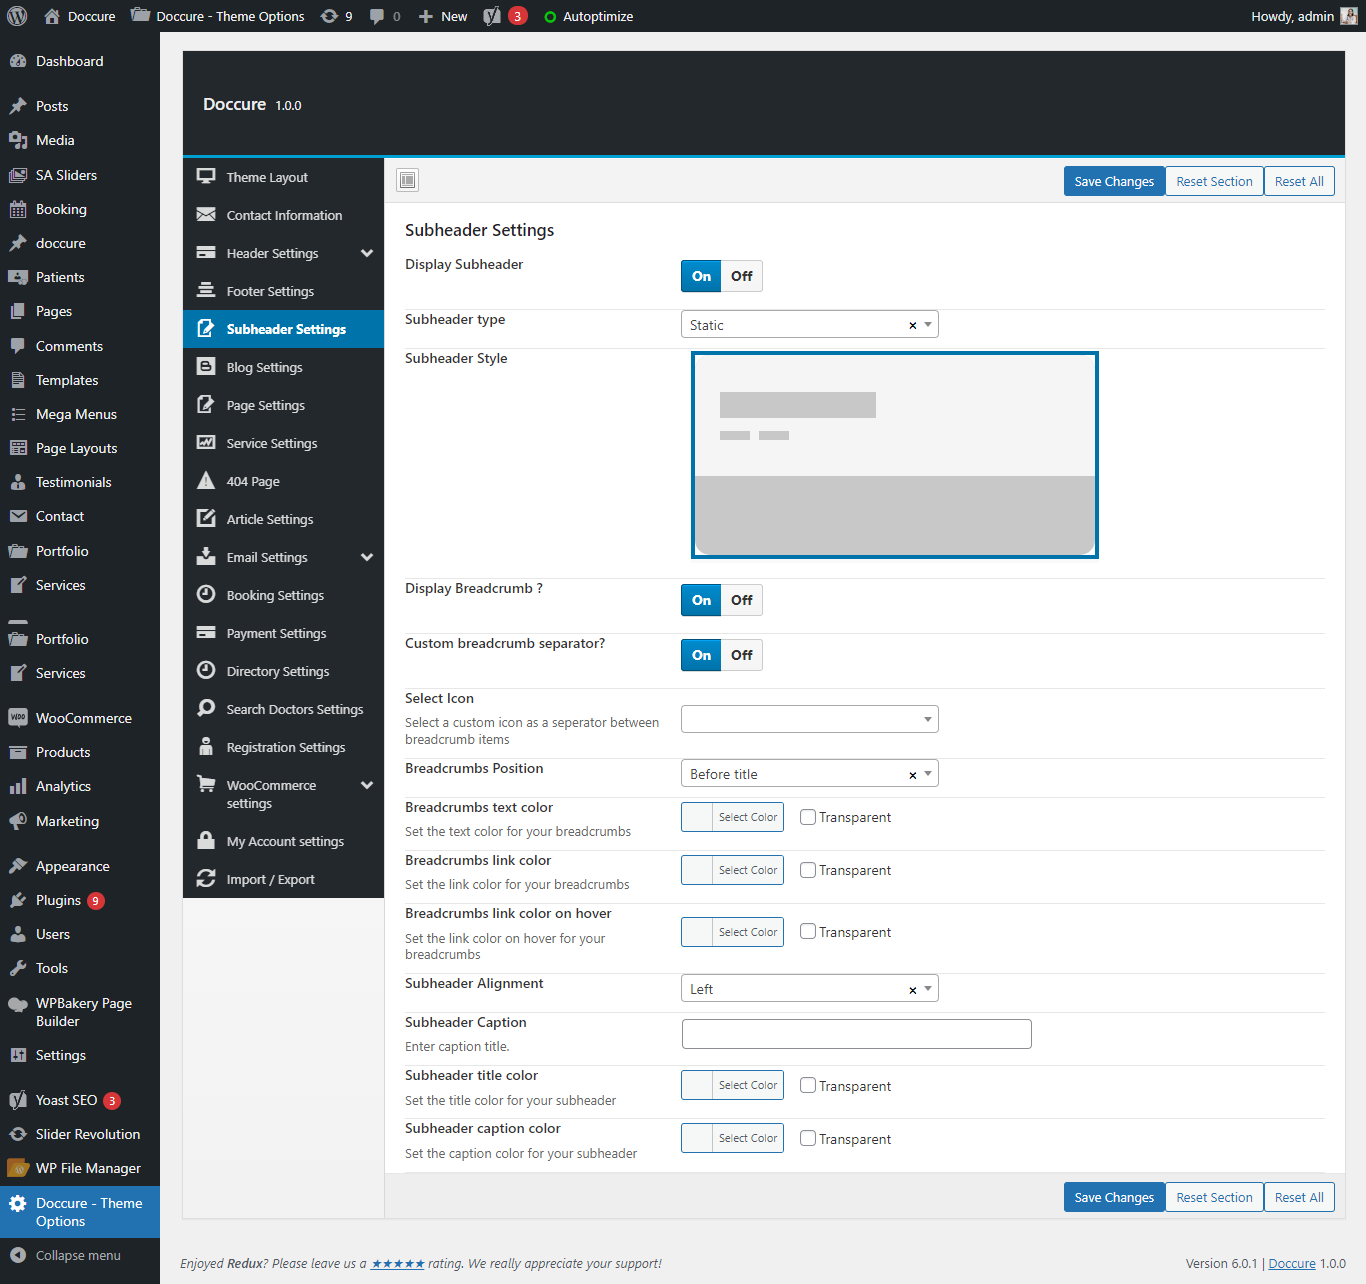 Doccure
Doccure - Theme Options
9
0
New
3
Autoptimize
Howdy, admin
Dashboard
Posts
Media
SA Sliders
Booking
doccure
Patients
Pages
Comments
Templates
Mega Menus
Page Layouts
Testimonials
Contact
Portfolio
Services
Portfolio
Services
WooCommerce
Products
Analytics
Marketing
Appearance
Plugins 9
Users
Tools
WPBakery Page
Builder
Settings
Yoast SEO 3
Slider Revolution
WP File Manager
Doccure - Theme
Options
Collapse menu
Doccure 1.0.0
Theme Layout
Contact Information
Header Settings
Footer Settings
Subheader Settings
Blog Settings
Page Settings
Service Settings
404 Page
Article Settings
Email Settings
Booking Settings
Payment Settings
Directory Settings
Search Doctors Settings
Registration Settings
WooCommerce
settings
My Account settings
Import / Export
Save Changes
Reset Section
Reset All
Subheader Settings
Display Subheader
On Off
Subheader type
Static × 
Subheader Style
Display Breadcrumb ?
On Off
Custom breadcrumb separator?
On Off
Select Icon
Select a custom icon as a seperator between
breadcrumb items
Breadcrumbs Position
Before title ×
Breadcrumbs text color
Set the text color for your breadcrumbs
Select Color
Transparent
Breadcrumbs link color
Set the link color for your breadcrumbs
Select Color
Transparent
Breadcrumbs link color on hover
Set the link color on hover for your
breadcrumbs
Select Color
Transparent
Subheader Alignment
Left ×
Subheader Caption
Enter caption title.
Subheader title color
Set the title color for your subheader
Select Color
Transparent
Subheader caption color
Set the caption color for your subheader
Select Color
Transparent
Save Changes
Reset Section
Reset All
Enjoyed Redux? Please leave us a ★★★★★ rating. We really appreciate your support!
Version 6.0.1 | Doccure 1.0.0